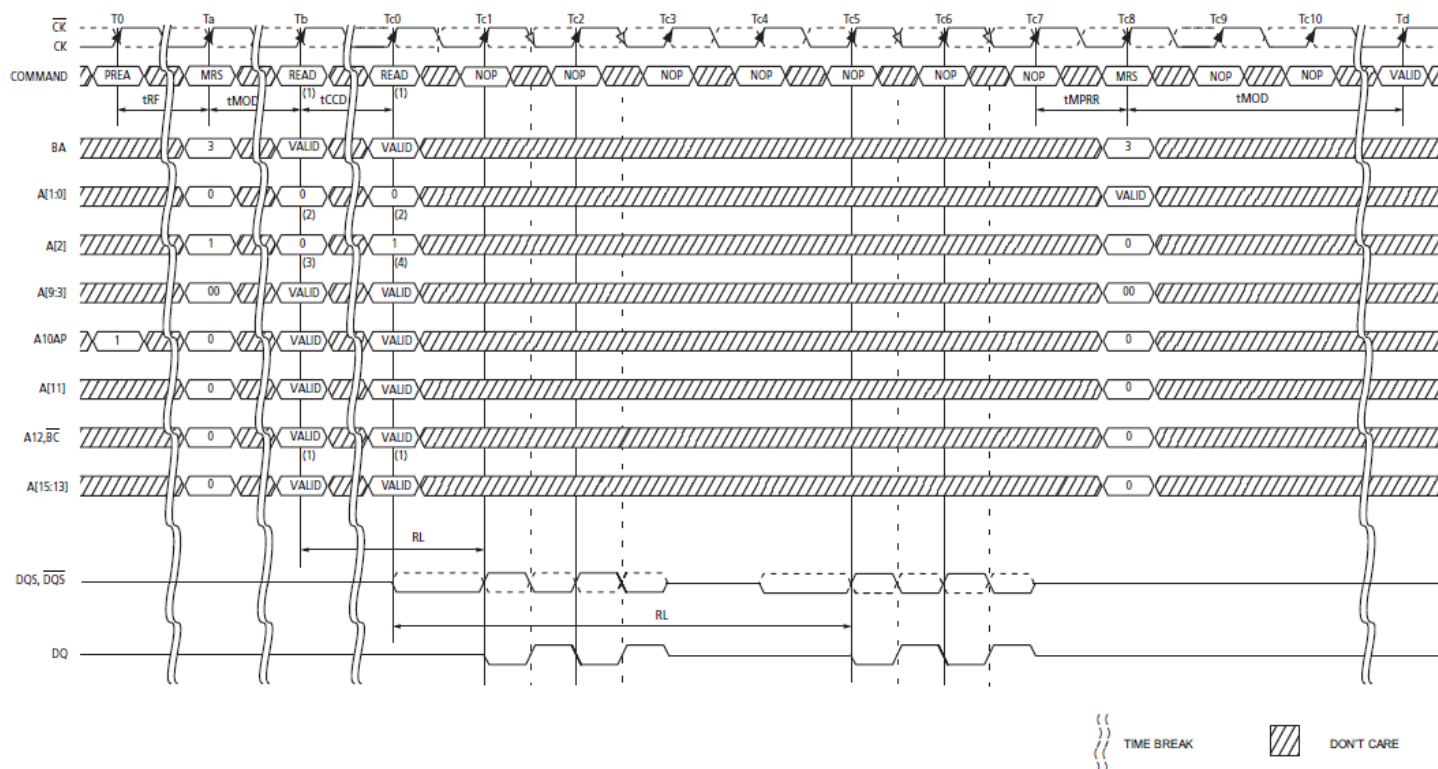 T0 Ta Tb Tc0 Tc1 Tc2 Tc3 Tc4 Tc5 Tc6 Tc7 Tc8 Tc9 Tc10 Td
CK
CK
COMMAND PREA MRS READ READ NOP NOP NOP NOP NOP NOP NOP MRS NOP NOP VALID
(1) (1)
tRF tMOD tCCD tMPRR tMOD
BA 3 VALID VALID 3
A[1:0] 0 0 0 VALID
(2) (2)
A[2] 1 0 1 0
(3) (4)
A[9:3] 00 VALID VALID 00
A10AP 1 0 VALID VALID 0
A[11] 0 VALID VALID 0
A12,BC 0 VALID VALID 0
(1) (1)
A[15:13] 0 VALID VALID 0
RL
DQS, DQS
RL
DQ
TIME BREAK DON'T CARE